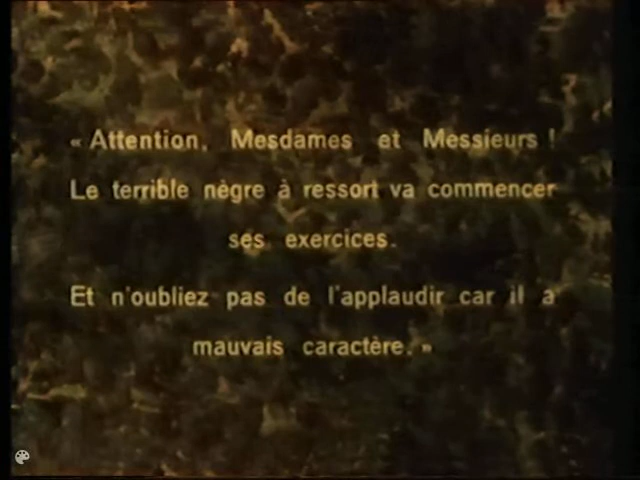 « Attention, Mesdames et Messieurs !
Le terrible nègre à ressort va commencer
ses exercices.
Et n'oubliez pas de l'applaudir car il a
mauvais caractère. »